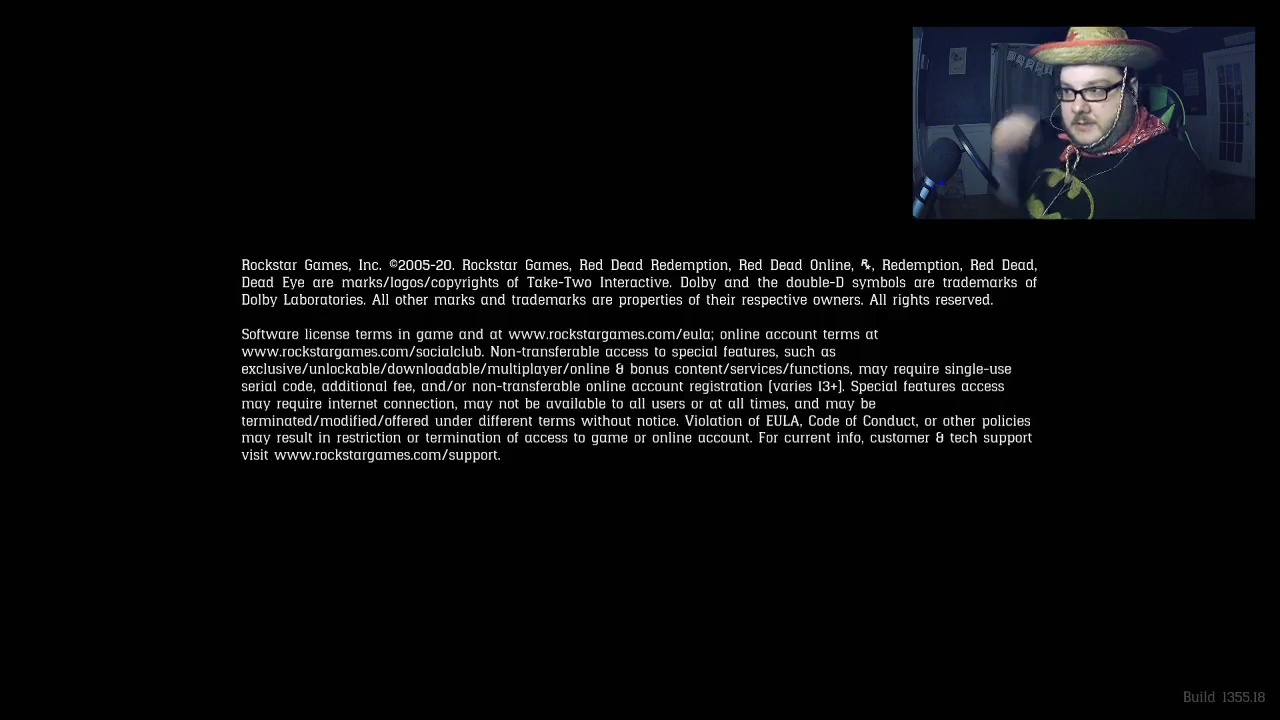 Rockstar Games, Inc. ©2005-20. Rockstar Games, Red Dead Redemption, Red Dead Online, R*, Redemption, Red Dead,
Dead Eye are marks/logos/copyrights of Take-Two Interactive. Dolby and the double-D symbols are trademarks of
Dolby Laboratories. All other marks and trademarks are properties of their respective owners. All rights reserved.
Software license terms in game and at www.rockstargames.com/eula; online account terms at
www.rockstargames.com/socialclub. Non-transferable access to special features, such as
exclusive/unlockable/downloadable/multiplayer/online & bonus content/services/functions, may require single-use
serial code, additional fee, and/or non-transferable online account registration (varies 13+). Special features access
may require internet connection, may not be available to all users or at all times, and may be
terminated/modified/offered under different terms without notice. Violation of EULA, Code of Conduct, or other policies
may result in restriction or termination of access to game or online account. For current info, customer & tech support
visit www.rockstargames.com/support.
Build 1355.18